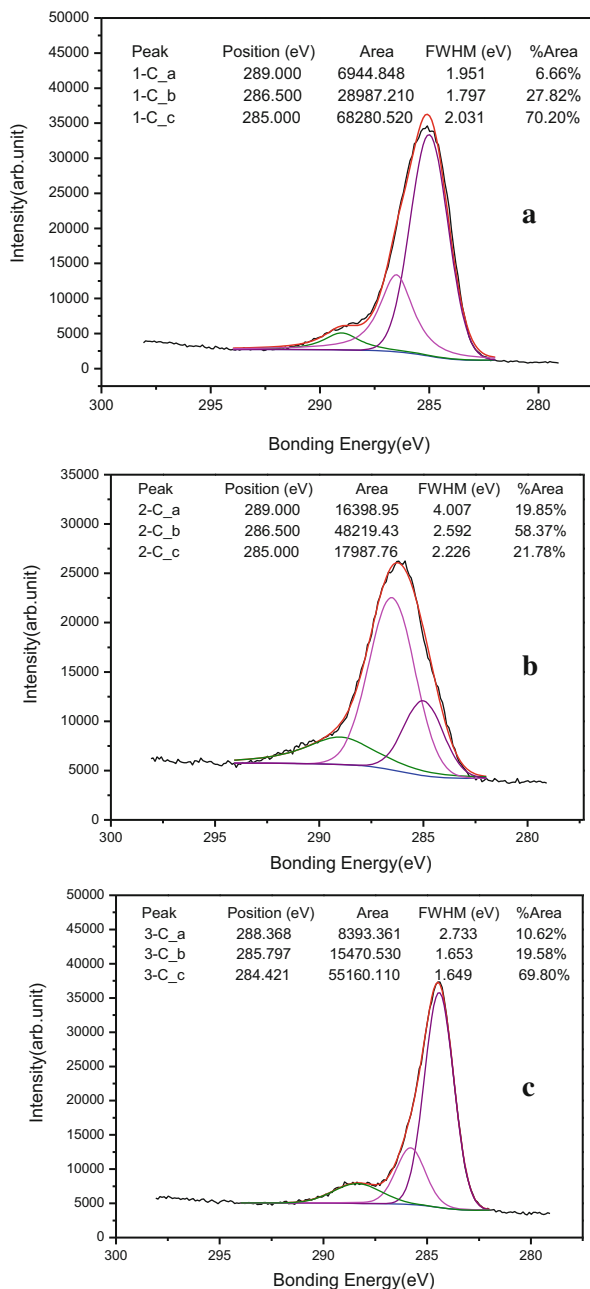 50000
45000
40000
35000
30000
25000
20000
15000
10000
5000
0
Intensity(arb.unit)
Peak Position (eV) Area FWHM (eV) %Area
1-C_a 289.000 6944.848 1.951 6.66%
1-C_b 286.500 28987.210 1.797 27.82%
1-C_c 285.000 68280.520 2.031 70.20%
a
300 295 290 285 280
Bonding Energy(eV)
35000
30000
25000
20000
15000
10000
5000
0
Intensity(arb.unit)
Peak Position (eV) Area FWHM (eV) %Area
2-C_a 289.000 16398.95 4.007 19.85%
2-C_b 286.500 48219.43 2.592 58.37%
2-C_c 285.000 17987.76 2.226 21.78%
b
300 295 290 285 280
Bonding Energy(eV)
50000
45000
40000
35000
30000
25000
20000
15000
10000
5000
0
Intensity(arb.unit)
Peak Position (eV) Area FWHM (eV) %Area
3-C_a 288.368 8393.361 2.733 10.62%
3-C_b 285.797 15470.530 1.653 19.58%
3-C_c 284.421 55160.110 1.649 69.80%
c
300 295 290 285 280
Bonding Energy(eV)